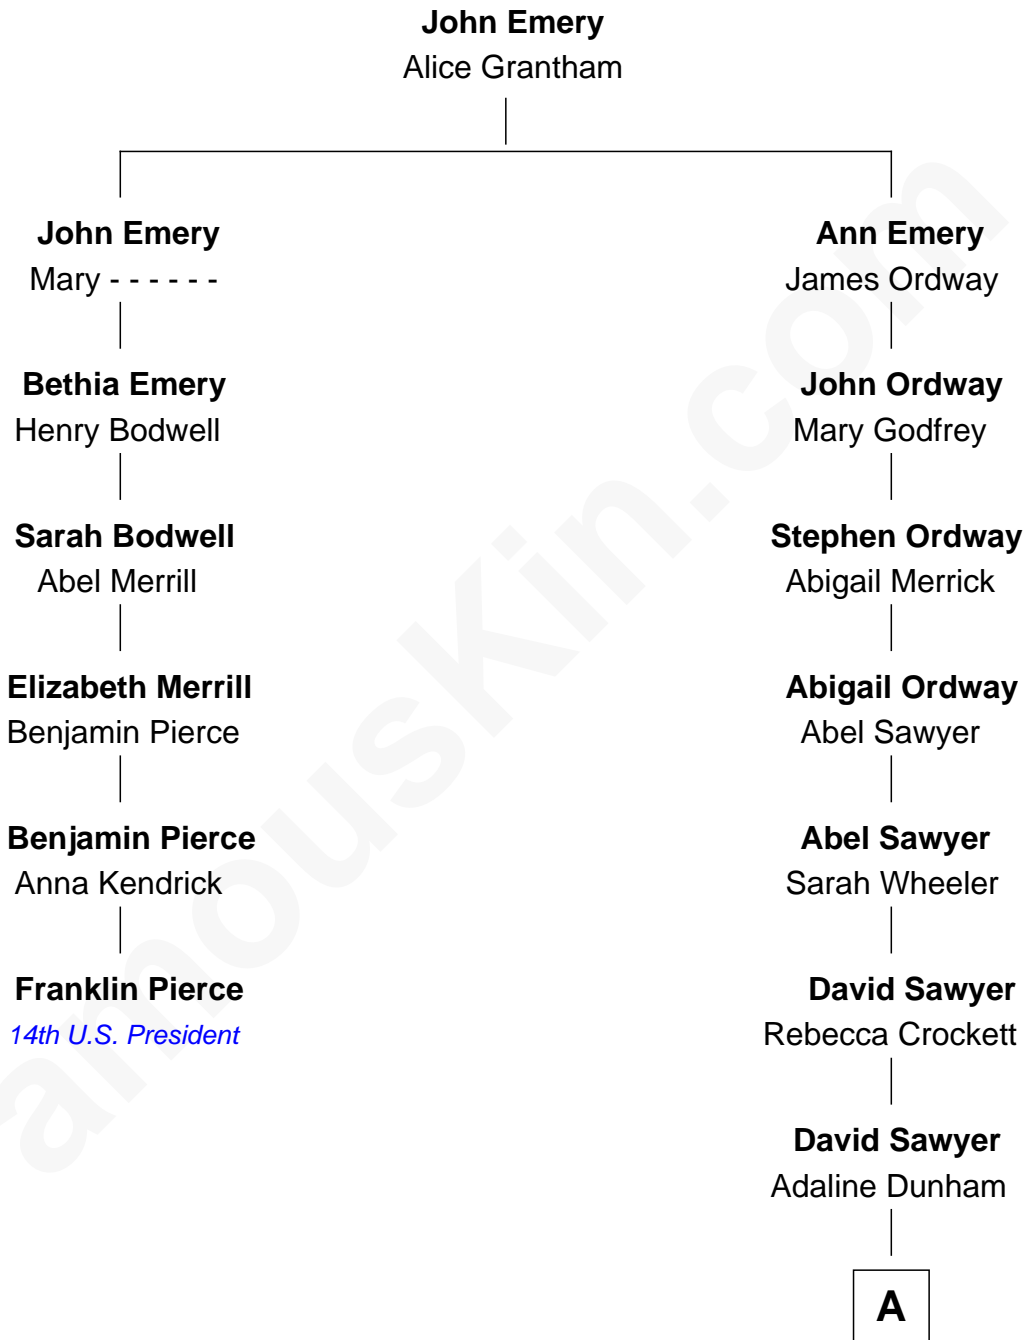 John Emery
Alice Grantham
John Emery
Mary - - - - - -
Ann Emery
James Ordway
Bethia Emery
Henry Bodwell
John Ordway
Mary Godfrey
Sarah Bodwell
Abel Merrill
Stephen Ordway
Abigail Merrick
Elizabeth Merrill
Benjamin Pierce
Abigail Ordway
Abel Sawyer
Benjamin Pierce
Anna Kendrick
Abel Sawyer
Sarah Wheeler
Franklin Pierce
14th U.S. President
David Sawyer
Rebecca Crockett
David Sawyer
Adaline Dunham
A
amousKin.com